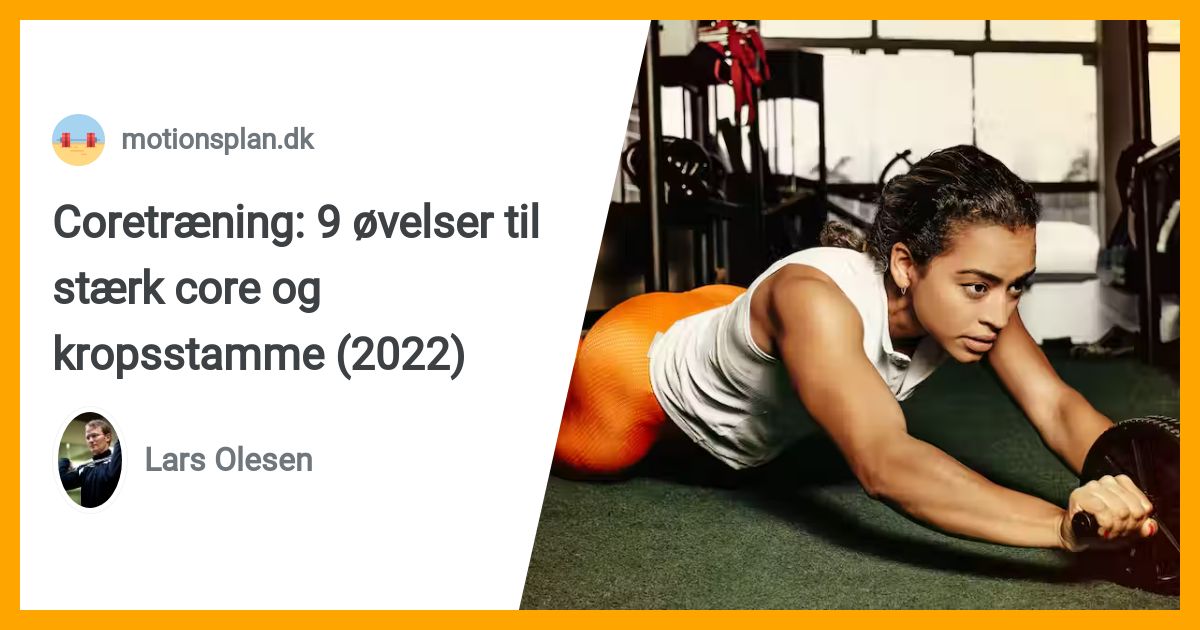 motionsplan.dk
Coretræning: 9 øvelser til
stærk core og
kropsstamme (2022)
Lars Olesen